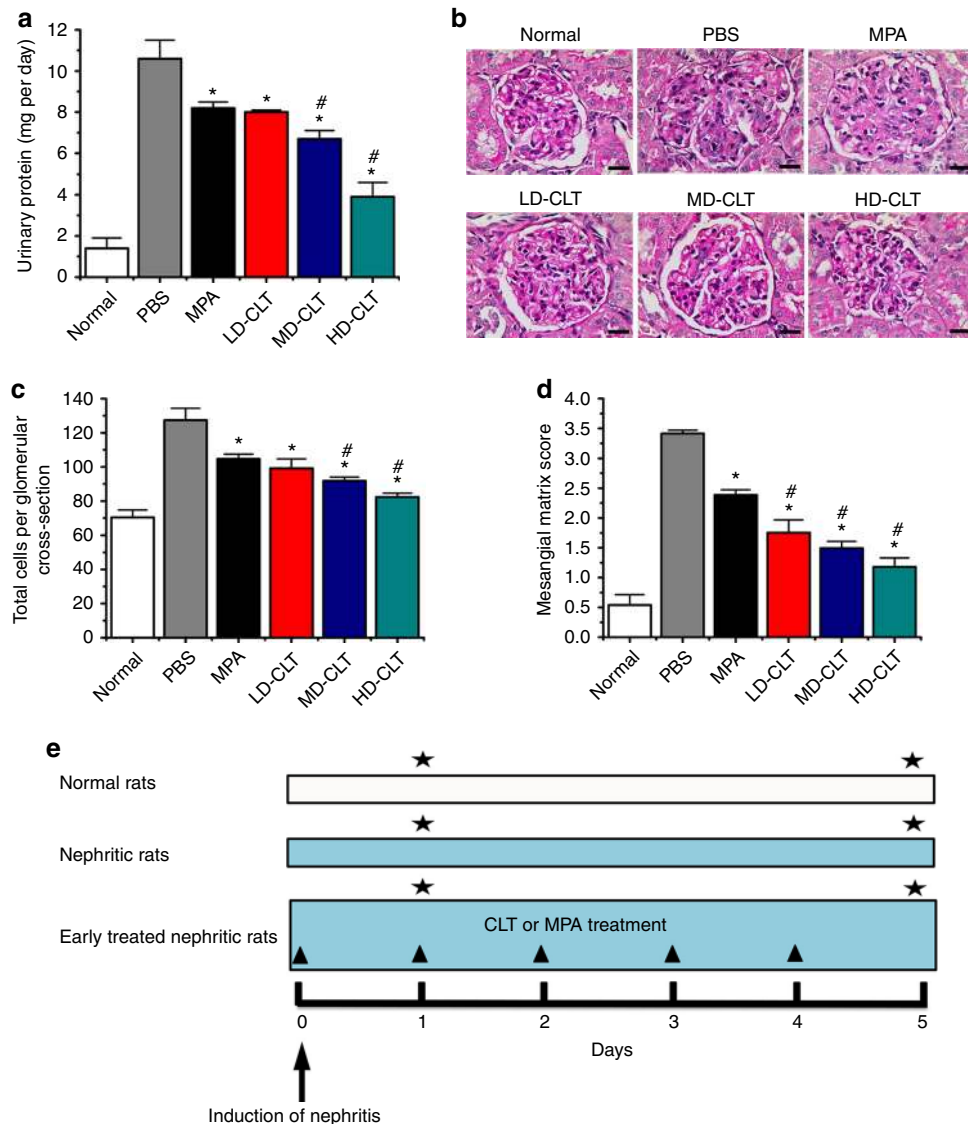 a
Urinary protein (mg per day)
12
10
8
6
4
2
0
*
*
#
*
#
*
Normal
PBS
MPA
LD-CLT
MD-CLT
HD-CLT
b
Normal
PBS
MPA
LD-CLT
MD-CLT
HD-CLT
c
Total cells per glomerular
cross-section
140
120
100
80
60
40
20
0
*
*
#
*
#
*
Normal
PBS
MPA
LD-CLT
MD-CLT
HD-CLT
d
Mesangial matrix score
4.0
3.5
3.0
2.5
2.0
1.5
1.0
0.5
0.0
*
#
*
#
*
#
*
Normal
PBS
MPA
LD-CLT
MD-CLT
HD-CLT
e
Normal rats
Nephritic rats
Early treated nephritic rats
CLT or MPA treatment
0 1 2 3 4 5
Days
Induction of nephritis